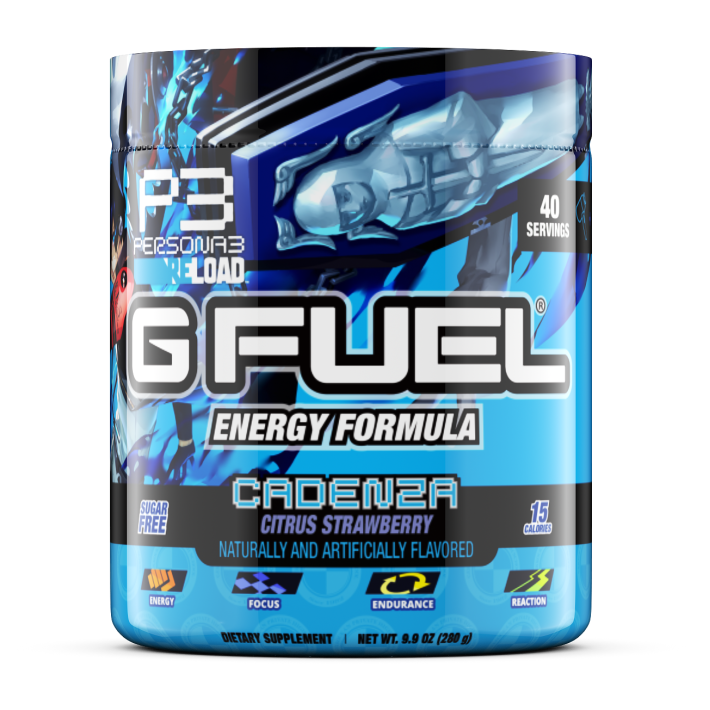 P3
PERSONA3
RELOAD
40
SERVINGS
G FUEL®
ENERGY FORMULA
CADENZA
CITRUS STRAWBERRY
NATURALLY AND ARTIFICIALLY FLAVORED
SUGAR
FREE
15
CALORIES
ENERGY
FOCUS
ENDURANCE
REACTION
DIETARY SUPPLEMENT | NET WT. 9.9 OZ (280 g)